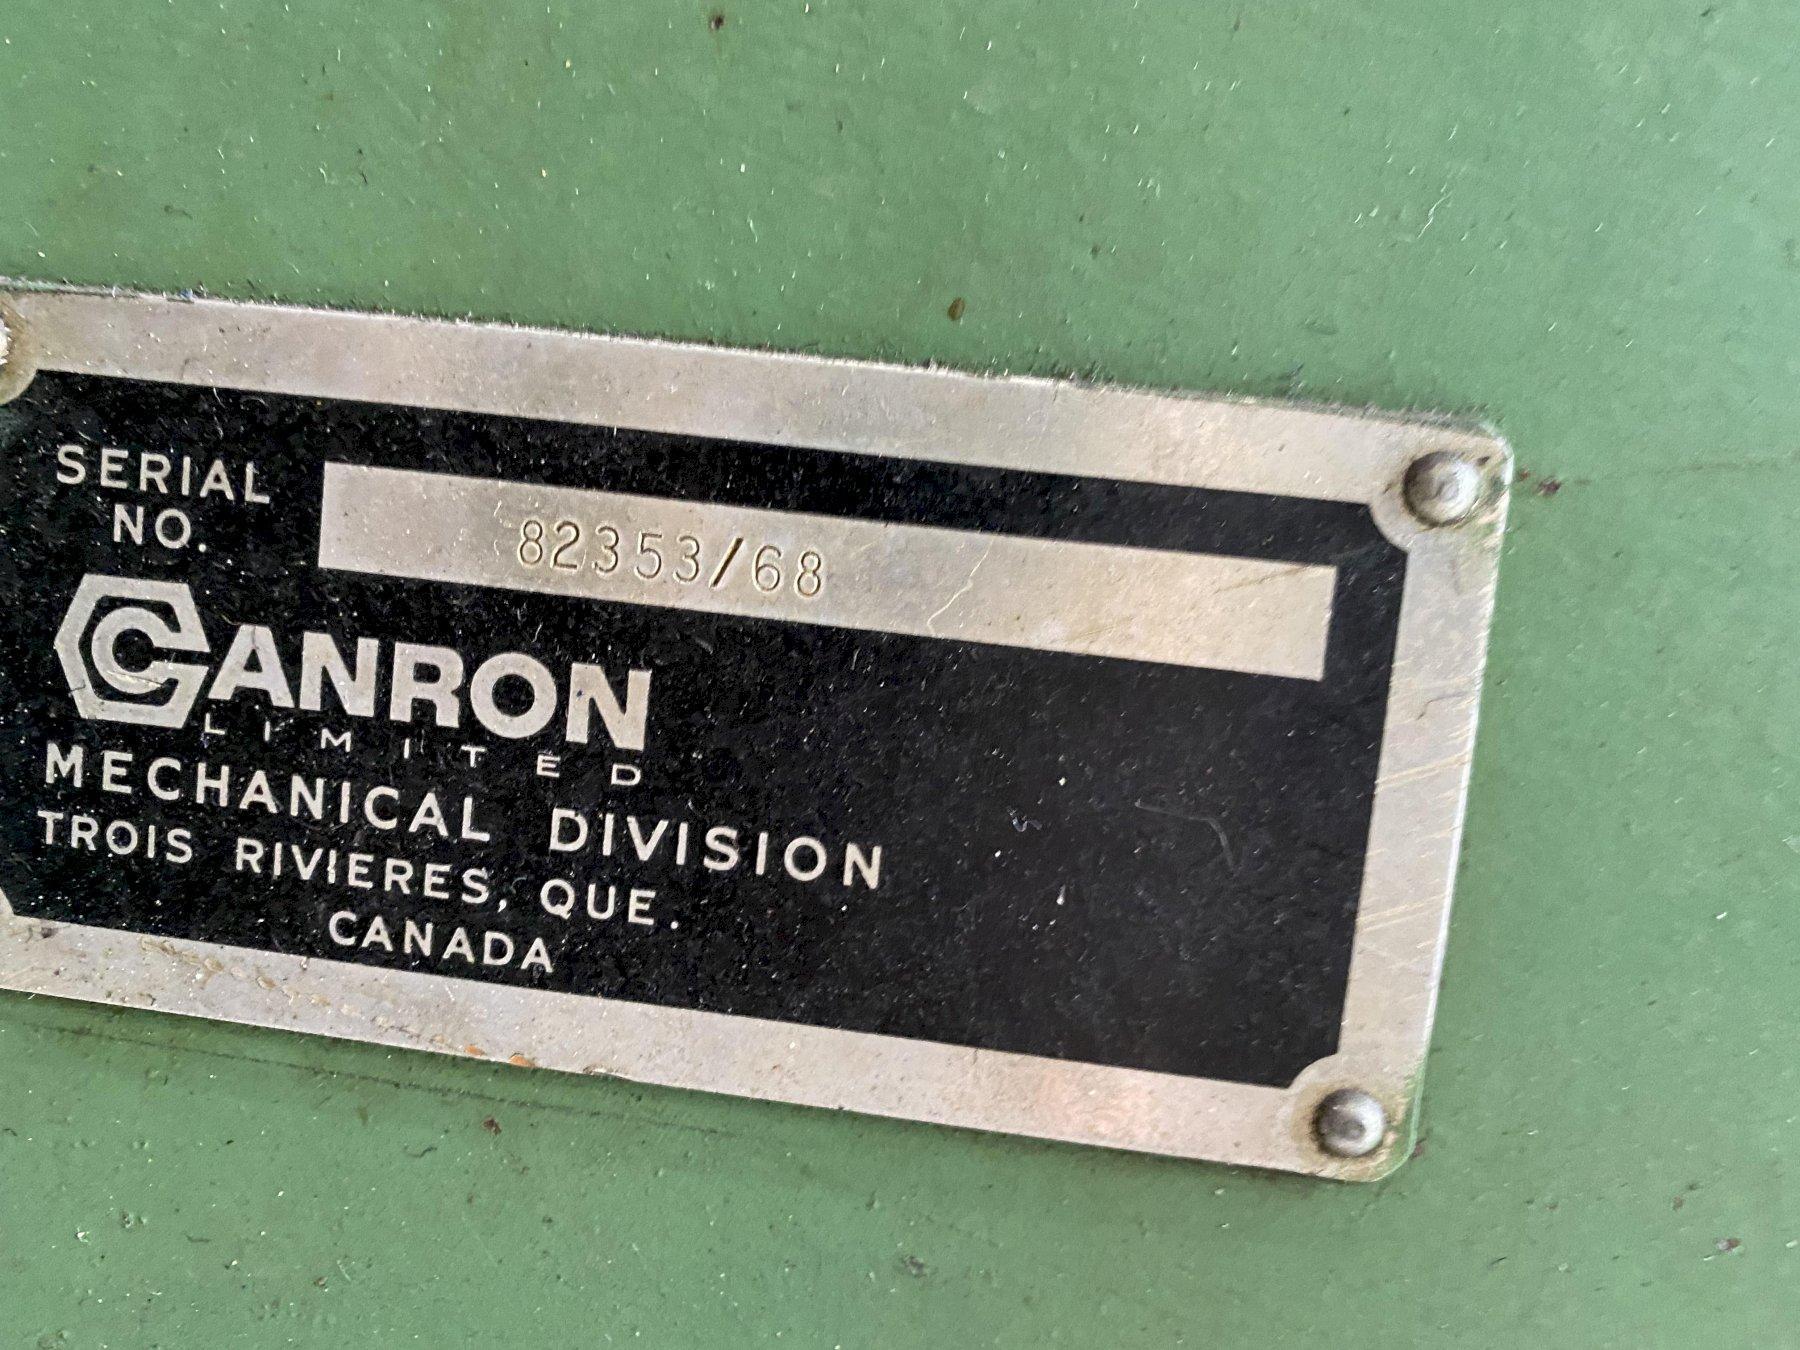 SERIAL
NO.
82353/68
CANRON
LIMITED
MECHANICAL DIVISION
TROIS RIVIERES, QUE.
CANADA